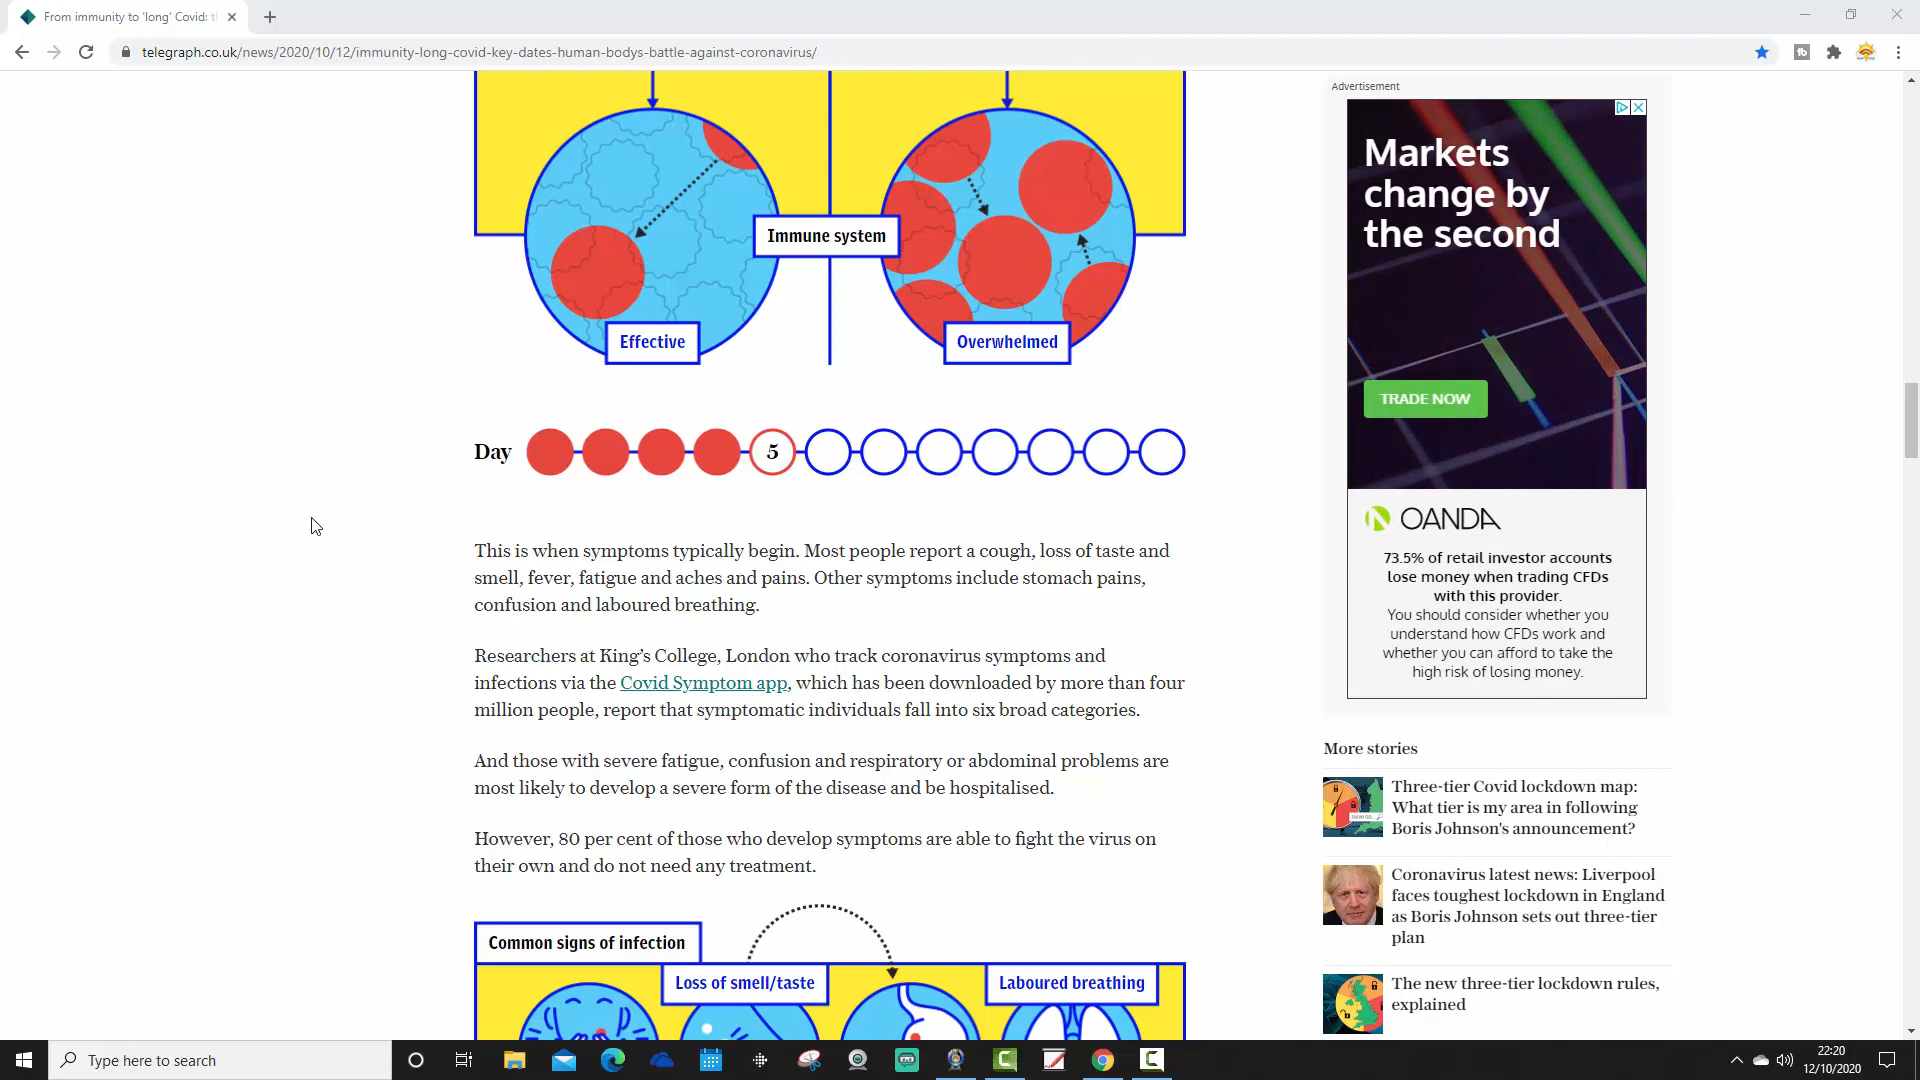 From immunity to 'long' Covid: t
telegraph.co.uk/news/2020/10/12/immunity-long-covid-key-dates-human-bodys-battle-against-coronavirus/
Immune system
Effective
Overwhelmed
Day 5
This is when symptoms typically begin. Most people report a cough, loss of taste and
smell, fever, fatigue and aches and pains. Other symptoms include stomach pains,
confusion and laboured breathing.
Researchers at King’s College, London who track coronavirus symptoms and
infections via the Covid Symptom app, which has been downloaded by more than four
million people, report that symptomatic individuals fall into six broad categories.
And those with severe fatigue, confusion and respiratory or abdominal problems are
most likely to develop a severe form of the disease and be hospitalised.
However, 80 per cent of those who develop symptoms are able to fight the virus on
their own and do not need any treatment.
Common signs of infection
Loss of smell/taste
Laboured breathing
Advertisement
Markets
change by
the second
TRADE NOW
OANDA
73.5% of retail investor accounts
lose money when trading CFDs
with this provider.
You should consider whether you
understand how CFDs work and
whether you can afford to take the
high risk of losing money.
More stories
Three-tier Covid lockdown map:
What tier is my area in following
Boris Johnson's announcement?
Coronavirus latest news: Liverpool
faces toughest lockdown in England
as Boris Johnson sets out three-tier
plan
The new three-tier lockdown rules,
explained
Type here to search
22:20
12/10/2020